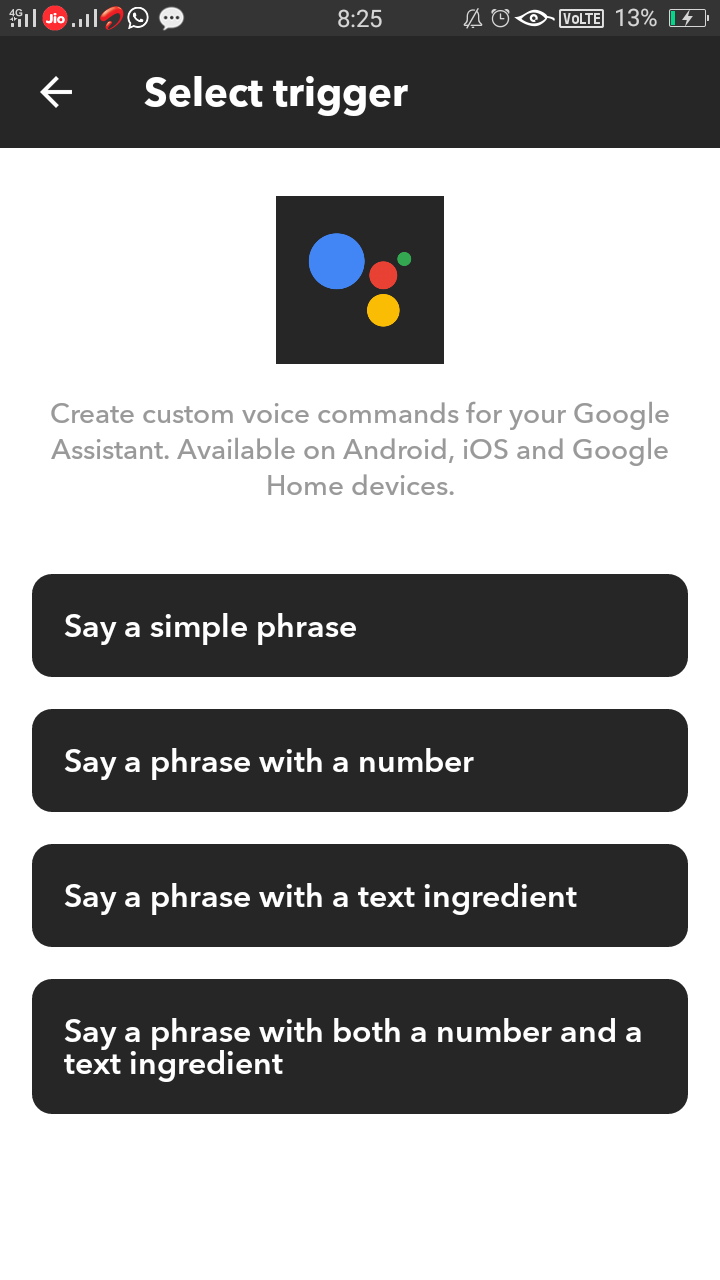 4G Jio 8:25 VoLTE 13%
Select trigger
Create custom voice commands for your Google
Assistant. Available on Android, iOS and Google
Home devices.
Say a simple phrase
Say a phrase with a number
Say a phrase with a text ingredient
Say a phrase with both a number and a
text ingredient